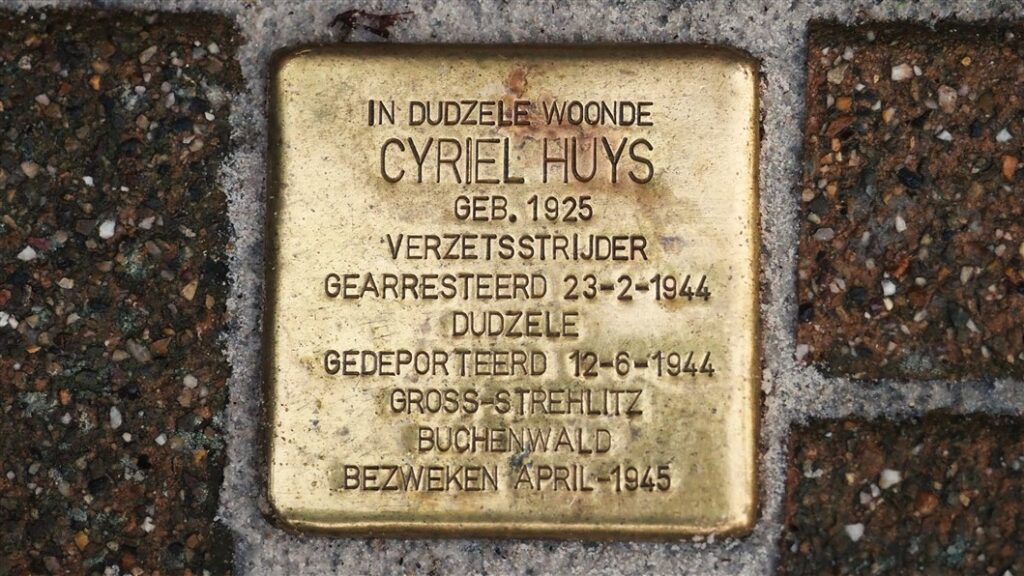 IN DUDZELE WOONDE
CYRIEL HUYS
GEB. 1925
VERZETSSTRIJDER
GEARRESTEERD 23-2-1944
DUDZELE
GEDEPORTEERD 12-6-1944
GROSS-STREHLITZ
BUCHENWALD
BEZWEKEN APRIL-1945